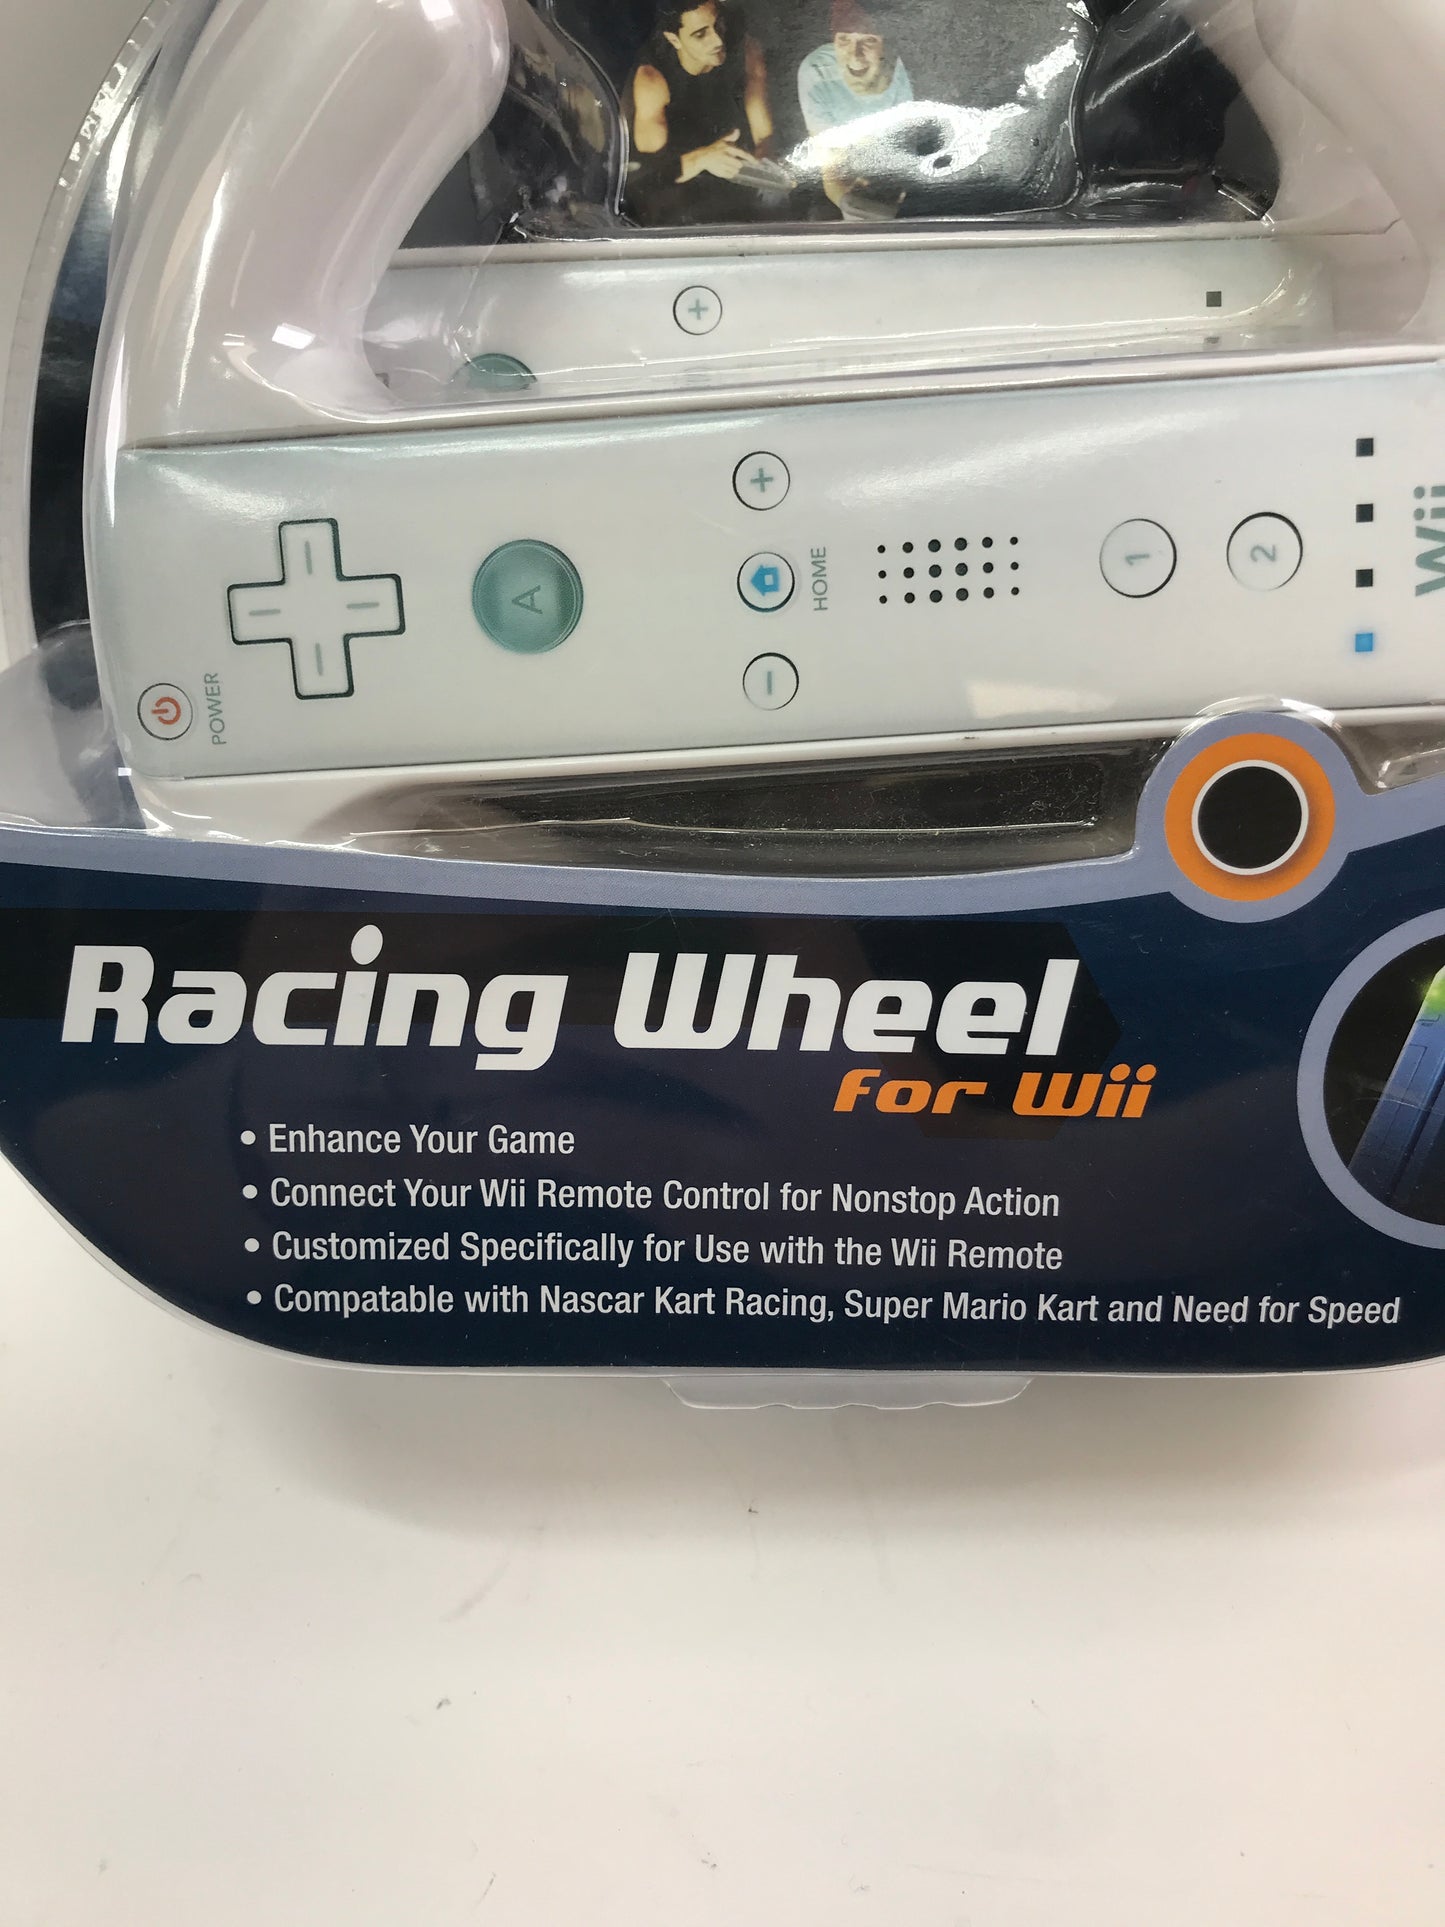 +
+
A
HOME
1
2
Wii
POWER
-
Racing Wheel
for Wii
• Enhance Your Game
• Connect Your Wii Remote Control for Nonstop Action
• Customized Specifically for Use with the Wii Remote
• Compatable with Nascar Kart Racing, Super Mario Kart and Need for Speed